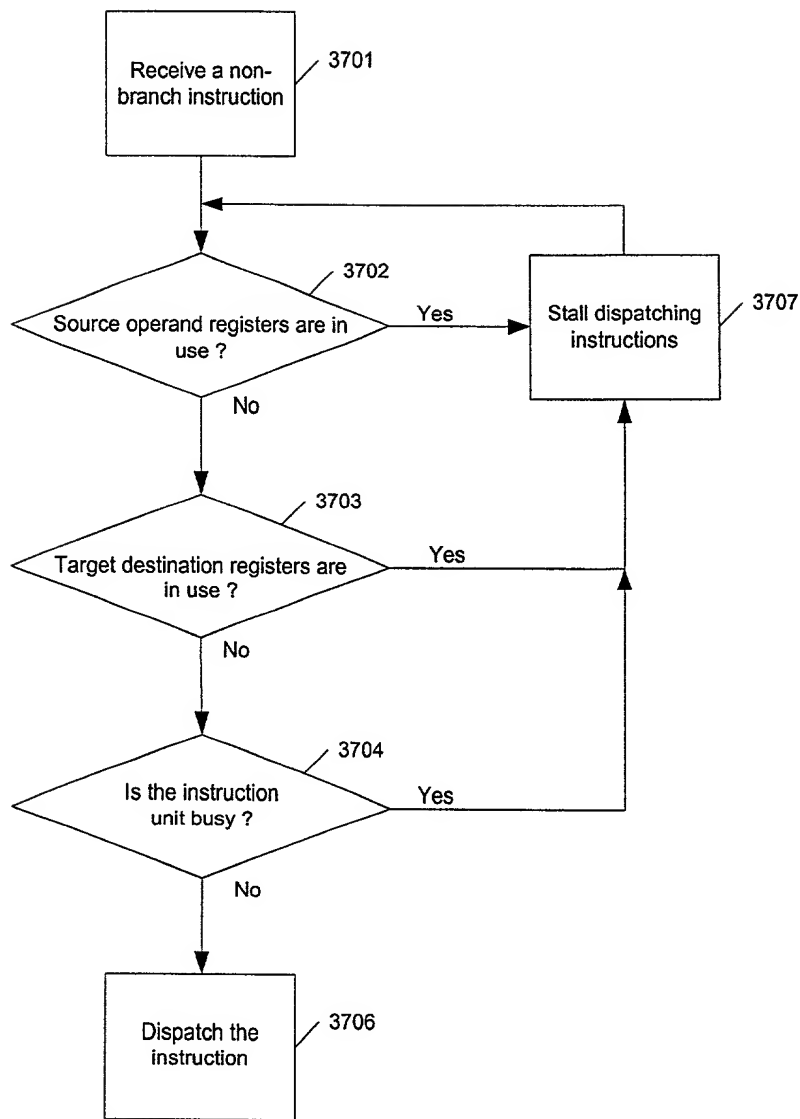 Receive a non-
branch instruction
3701
3702
Source operand registers are in
use ?
Yes
Stall dispatching
instructions
3707
No
3703
Target destination registers are
in use ?
Yes
No
3704
Is the instruction
unit busy ?
Yes
No
Dispatch the
instruction
3706